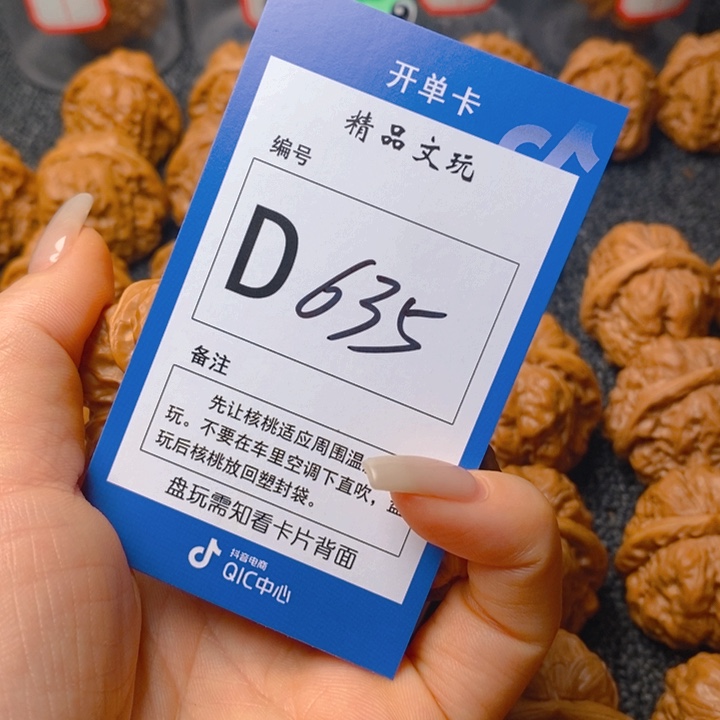 开单卡
精品文玩
编号
D 635
备注
先让核桃适应周围温
玩。不要在车里空调下直吹，盘
玩后核桃放回塑封袋。
盘玩需知看卡片背面
抖音电商
QIC中心